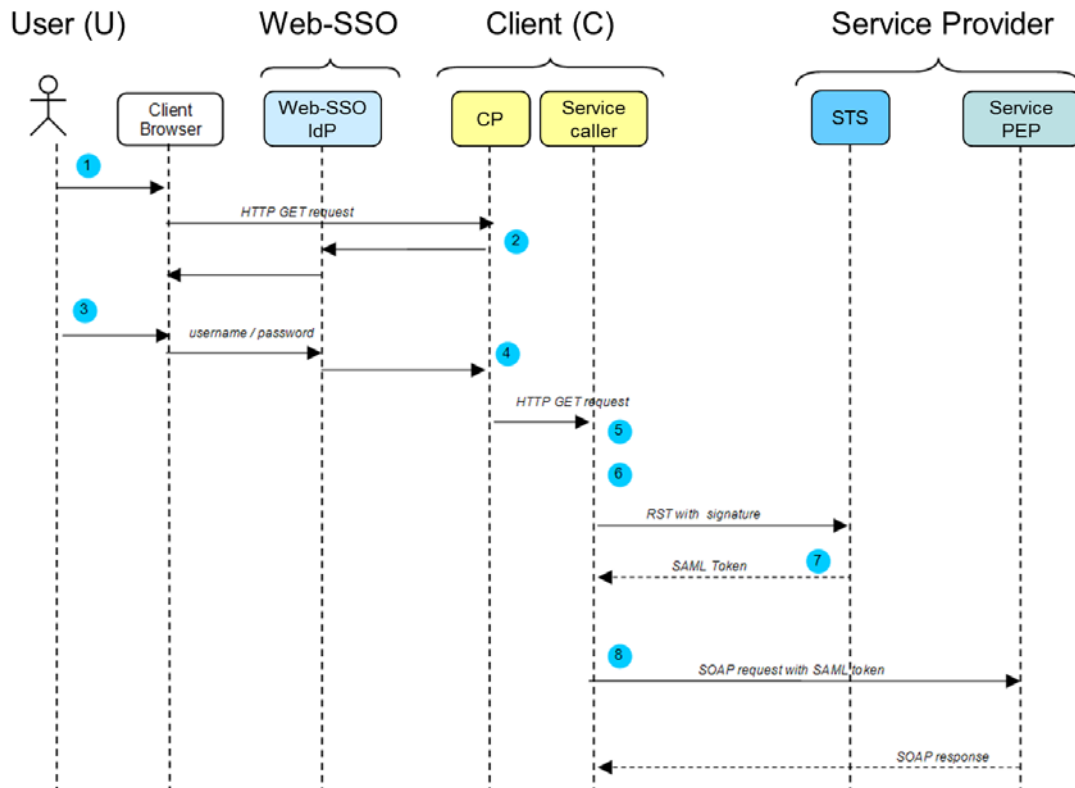 User (U)
Web-SSO
Client (C)
Service Provider
Client
Browser
Web-SSO
IdP
CP
Service
caller
STS
Service
PEP
1
HTTP GET request
2
3
username / password
4
HTTP GET request
5
6
RST with signature
7
SAML Token
8
SOAP request with SAML token
SOAP response